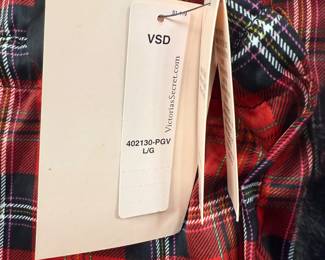 VSD
VictoriasSecret.com
402130-PGV
L/G